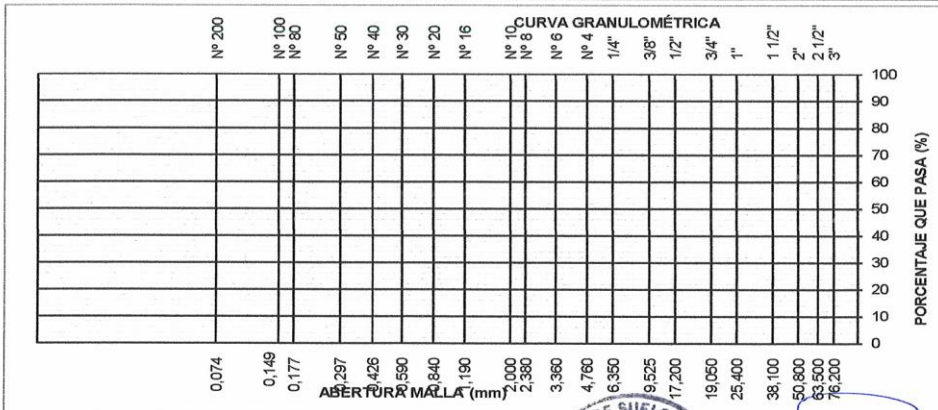 CURVA GRANULOMÉTRICA
Nº 200
Nº 100
Nº 80
Nº 50
Nº 40
Nº 30
Nº 20
Nº 16
Nº 10
Nº 8
Nº 6
Nº 4
1/4"
3/8"
1/2"
3/4"
1"
1 1/2"
2"
2 1/2"
3"
100
90
80
70
60
50
40
30
20
10
0
PORCENTAJE QUE PASA (%)
0,074
0,149
0,177
0,297
0,426
0,590
0,840
1,190
2,000
2,380
3,360
4,760
6,350
9,525
17,200
19,050
25,400
38,100
50,800
63,500
76,200
ABERTURA MALLA (mm)
DE SUELO